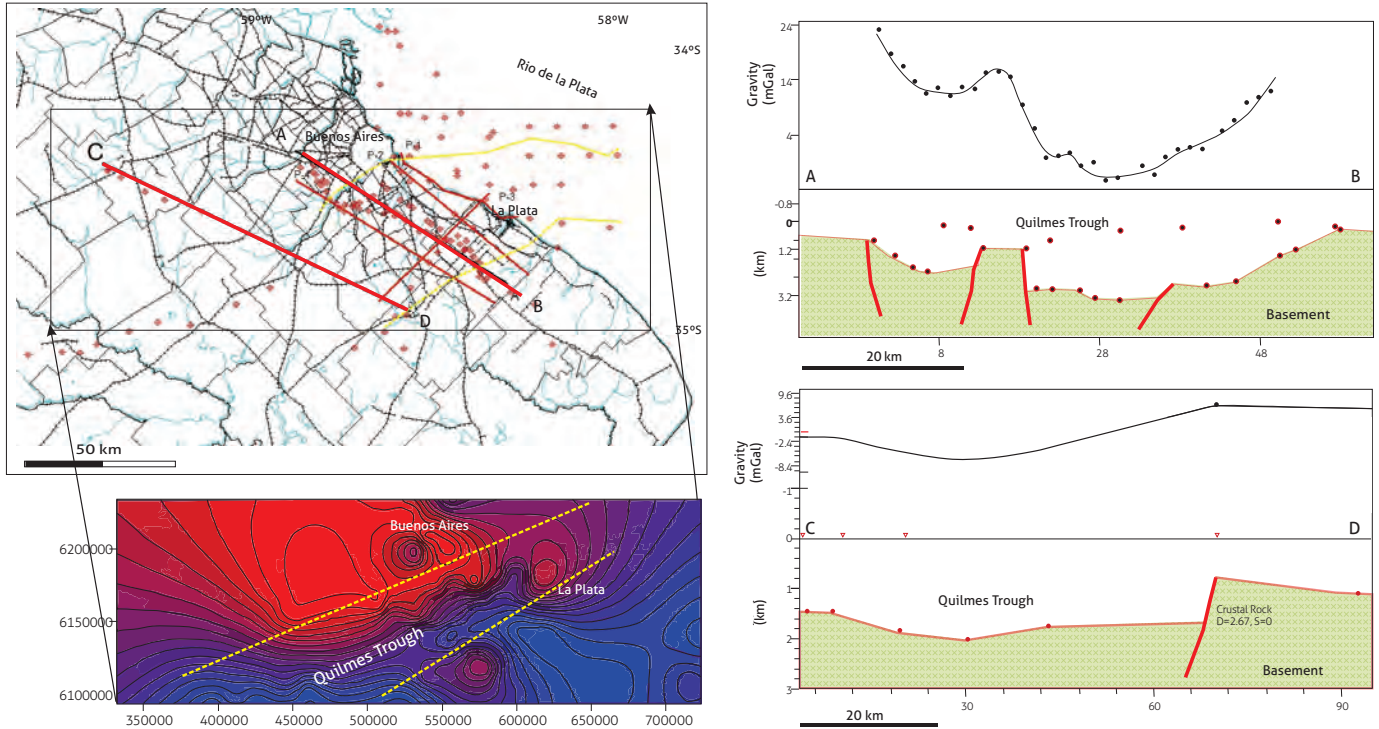 59ºW
58ºW
34ºS
Rio de la Plata
A
Buenos Aires
C
P-1
P-2
P-3
La Plata
B
D
35ºS
50 km
Buenos Aires
La Plata
Quilmes Trough
6200000
6150000
6100000
350000 400000 450000 500000 550000 600000 650000 700000
24
14
4
Gravity
(mGal)
A
B
-0.8
0
1.2
3.2
(km)
Quilmes Trough
Basement
20 km
8 28 48
9.6
3.6
-2.4
-8.4
Gravity
(mGal)
-1
C
D
0
1
2
3
(km)
Quilmes Trough
Crustal Rock
D=2.67, S=0
Basement
20 km
30 60 90